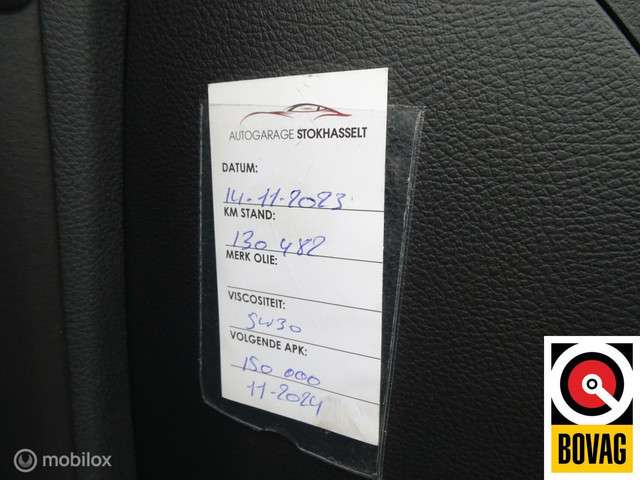 AUTOGARAGE STOKHASSELT
DATUM:
14-11-2023
KM STAND:
130 482
MERK OLIE:
VISCOSITEIT:
5W30
VOLGENDE APK:
150 000
11-2024
mobilox
BOVAG